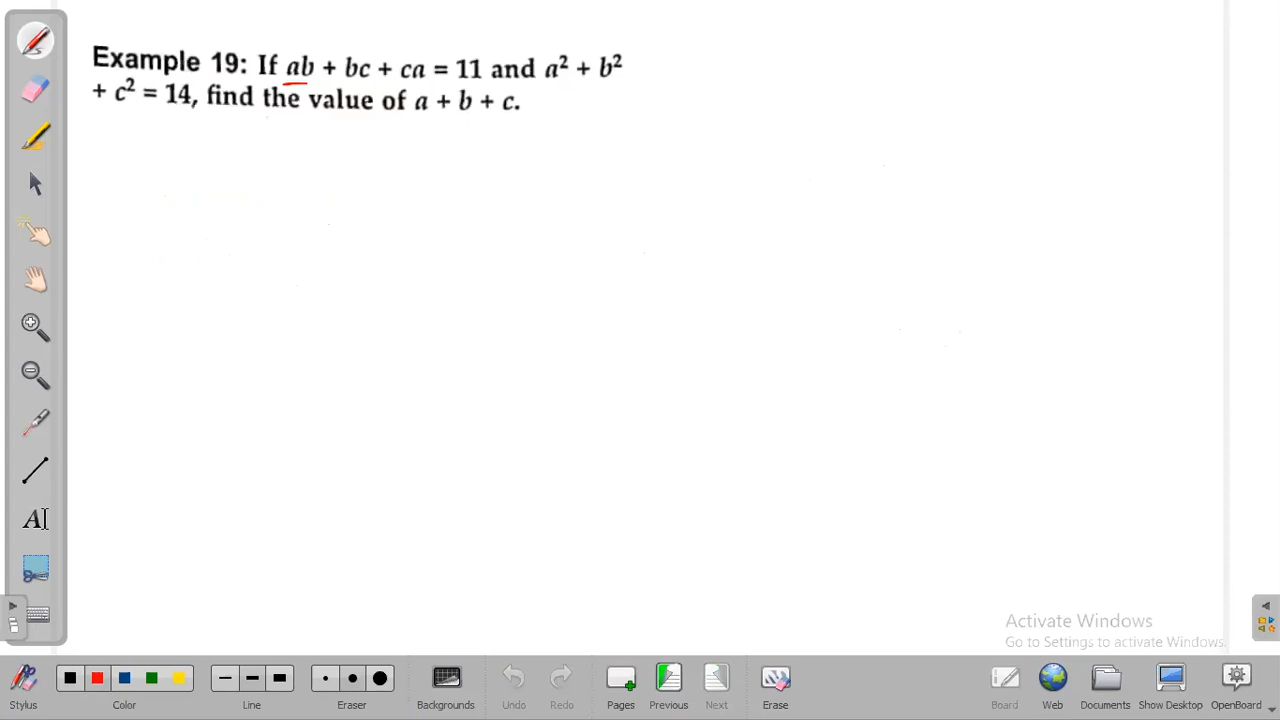 Example 19: If ab + bc + ca = 11 and a² + b²
+ c² = 14, find the value of a + b + c.
A
Activate Windows
Go to Settings to activate Windows.
Stylus
Color
Line
Eraser
Backgrounds
Undo
Redo
Pages
Previous
Next
Erase
Board
Web
Documents
Show Desktop
OpenBoard